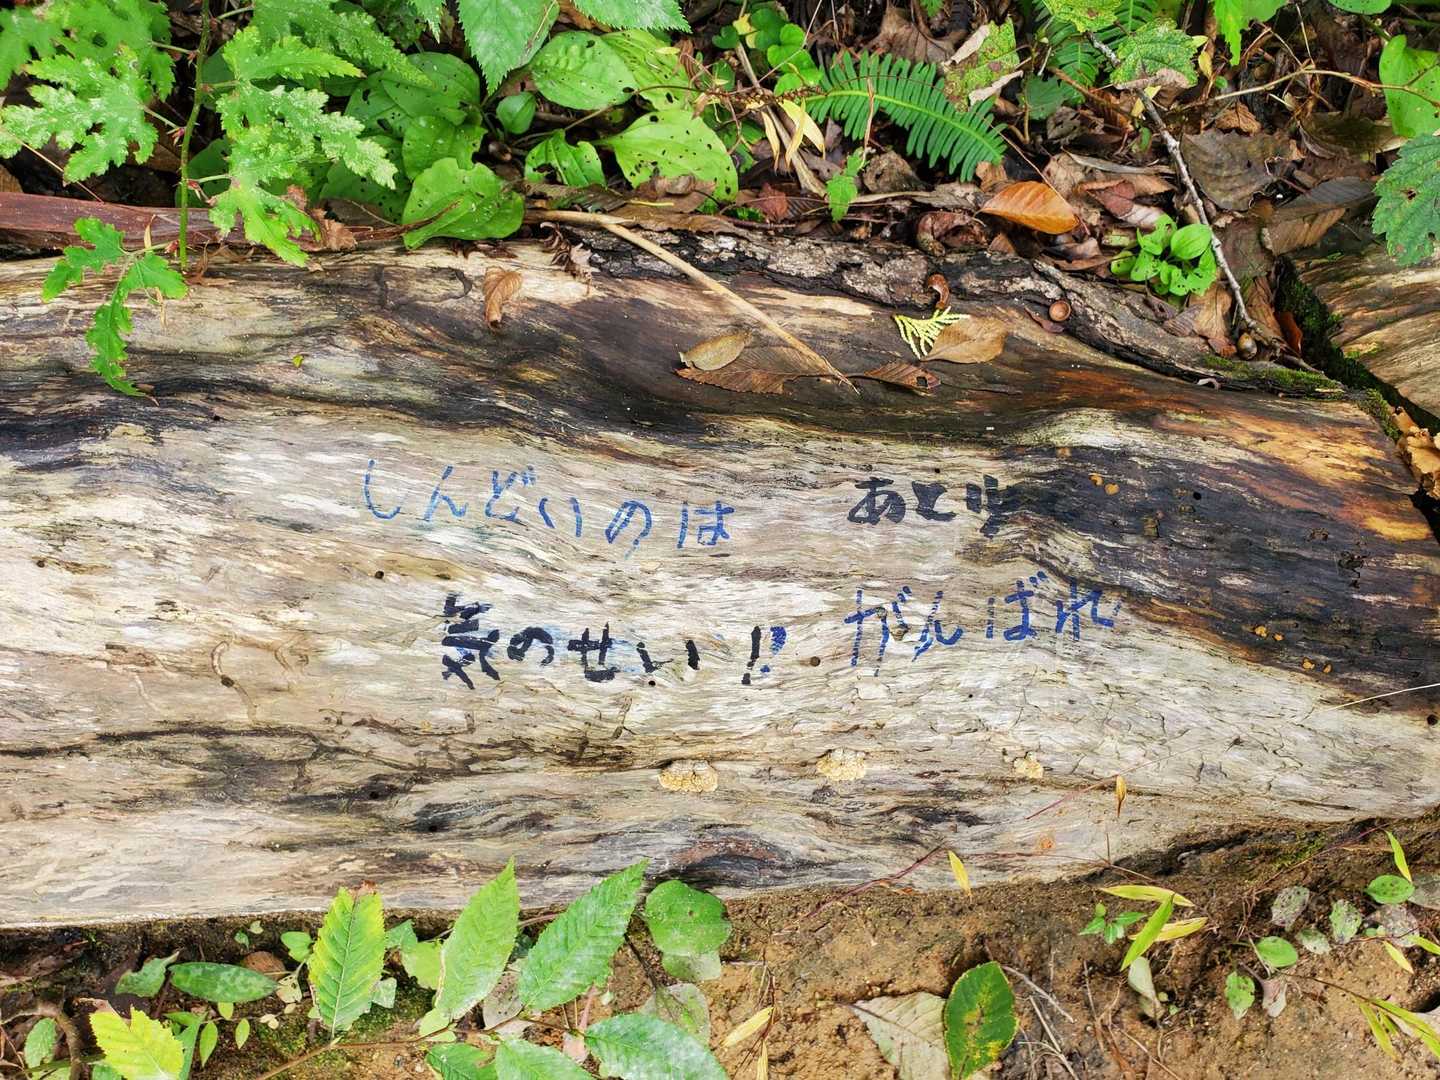 しんどいのは
気のせい!?
あと少
がんばれ